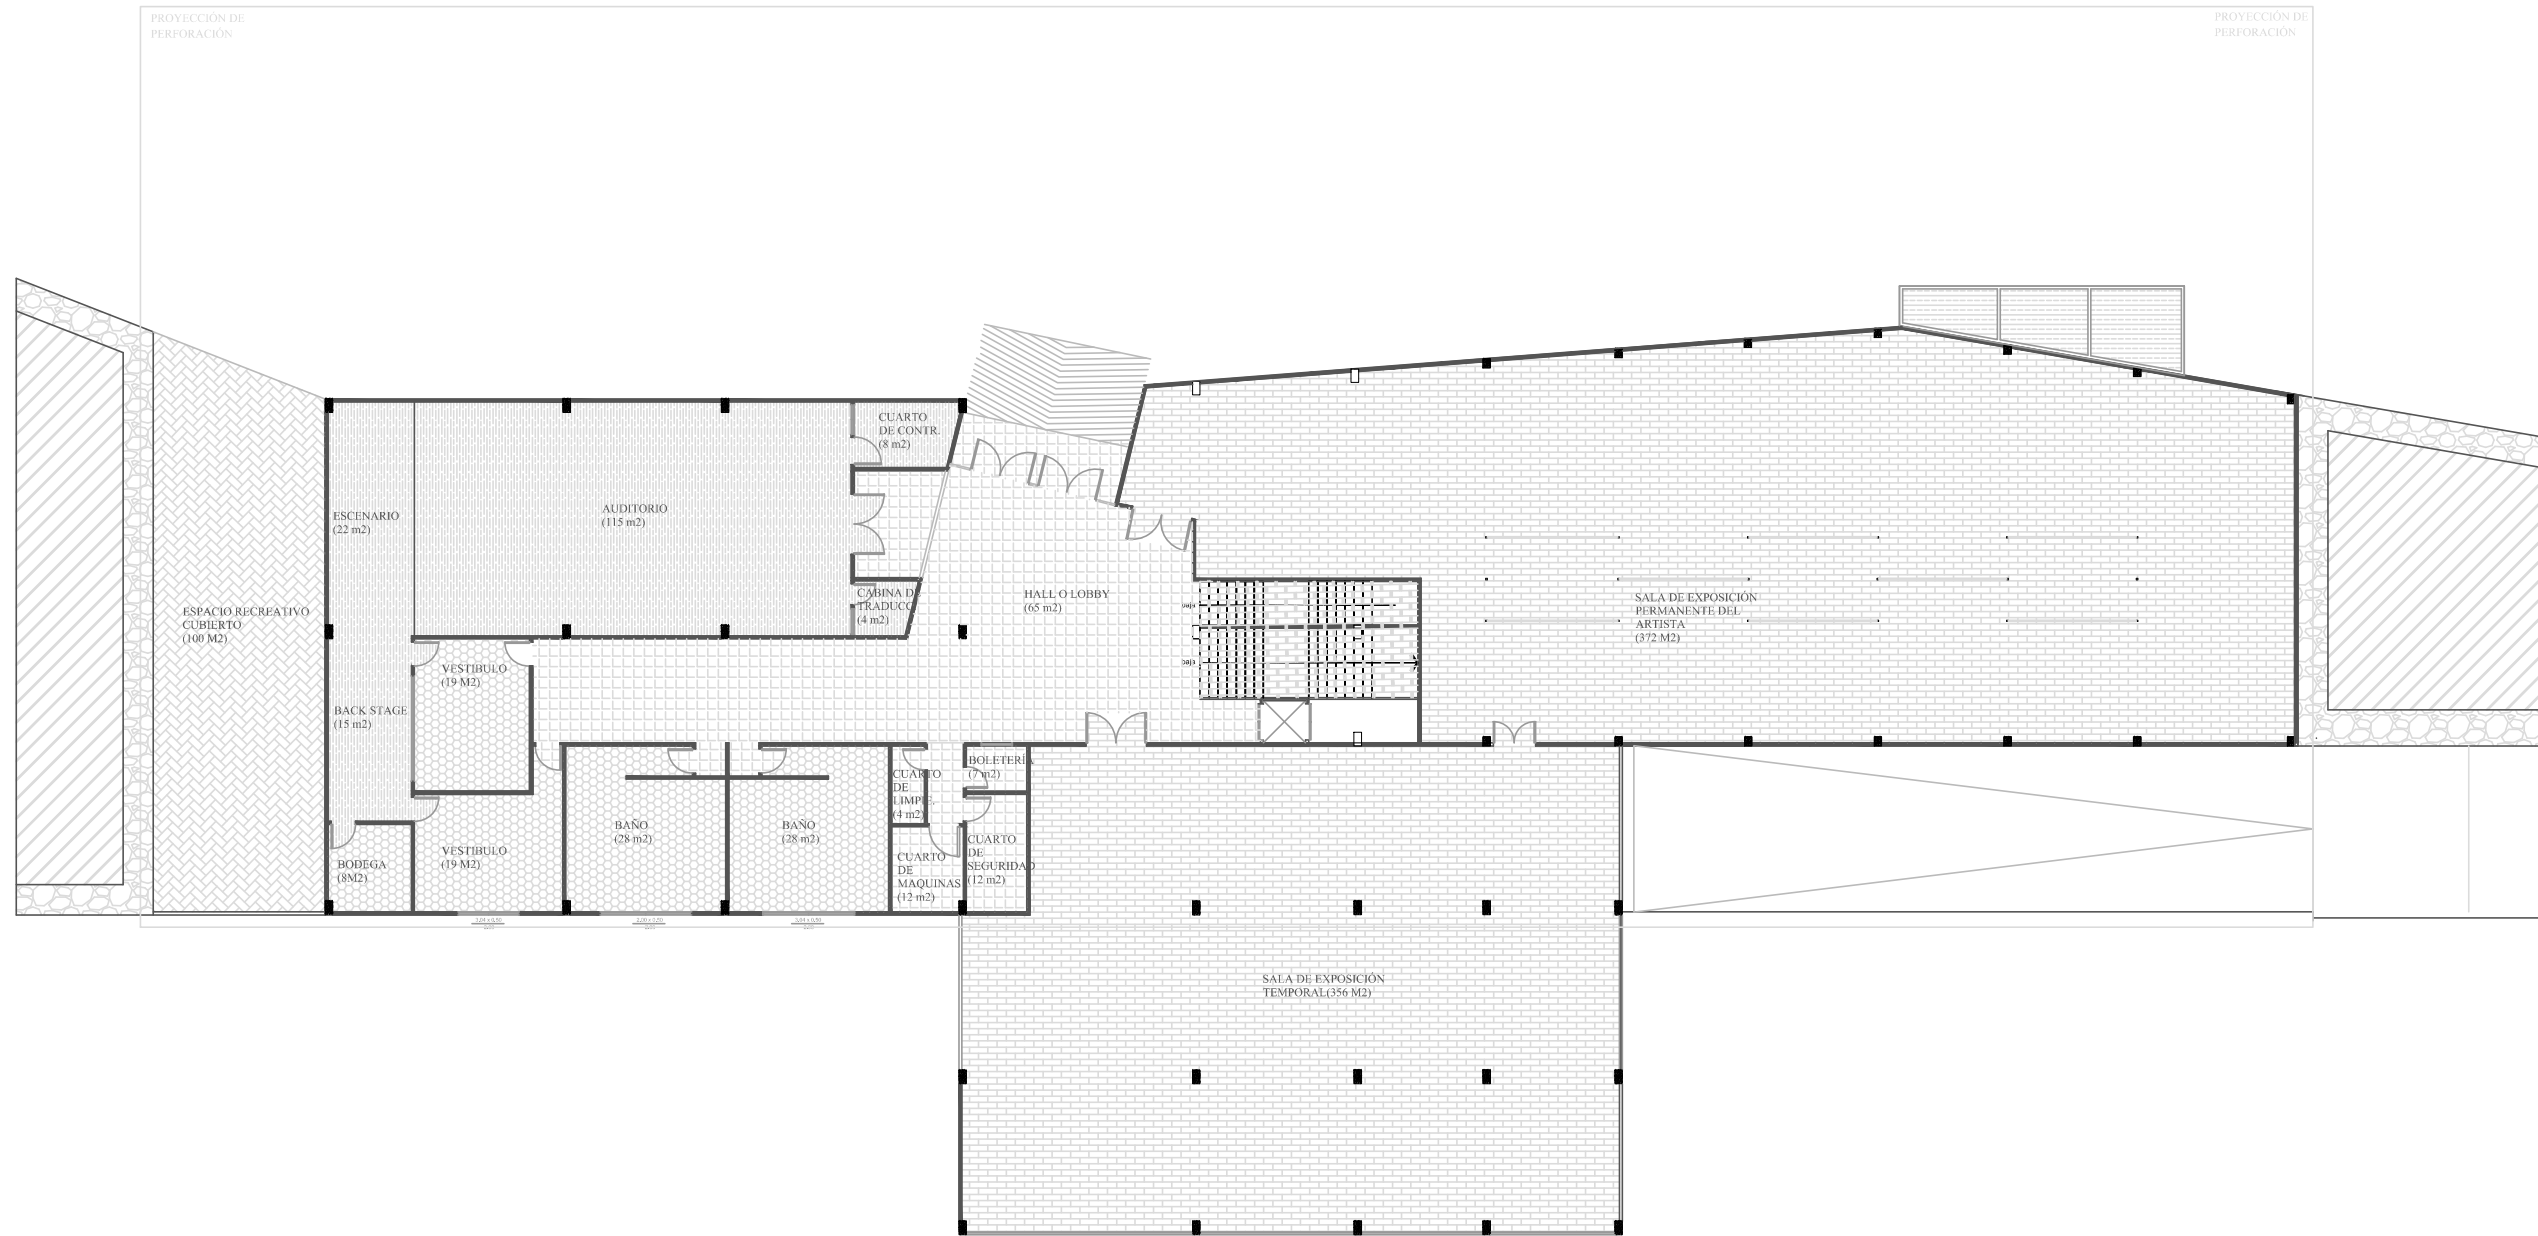 PROYECCIÓN DE
PERFORACIÓN
PROYECCIÓN DE
PERFORACIÓN
CUARTO
DE CONTR.
(8 m2)
ESCENARIO
(22 m2)
AUDITORIO
(115 m2)
CABINA DE
TRADUCC
(4 m2)
HALL O LOBBY
(65 m2)
ESPACIO RECREATIVO
CUBIERTO
(100 M2)
SALA DE EXPOSICIÓN
PERMANENTE DEL
ARTISTA
(372 M2)
VESTIBULO
(19 M2)
BACK STAGE
(15 m2)
BOLETERÍA
(7 m2)
CUARTO
DE
LIMPIE.
(4 m2)
BAÑO
(28 m2)
BAÑO
(28 m2)
VESTIBULO
(19 M2)
BODEGA
(8M2)
CUARTO
DE
MAQUINAS
(12 m2)
CUARTO
DE
SEGURIDAD
(12 m2)
SALA DE EXPOSICIÓN
TEMPORAL(356 M2)